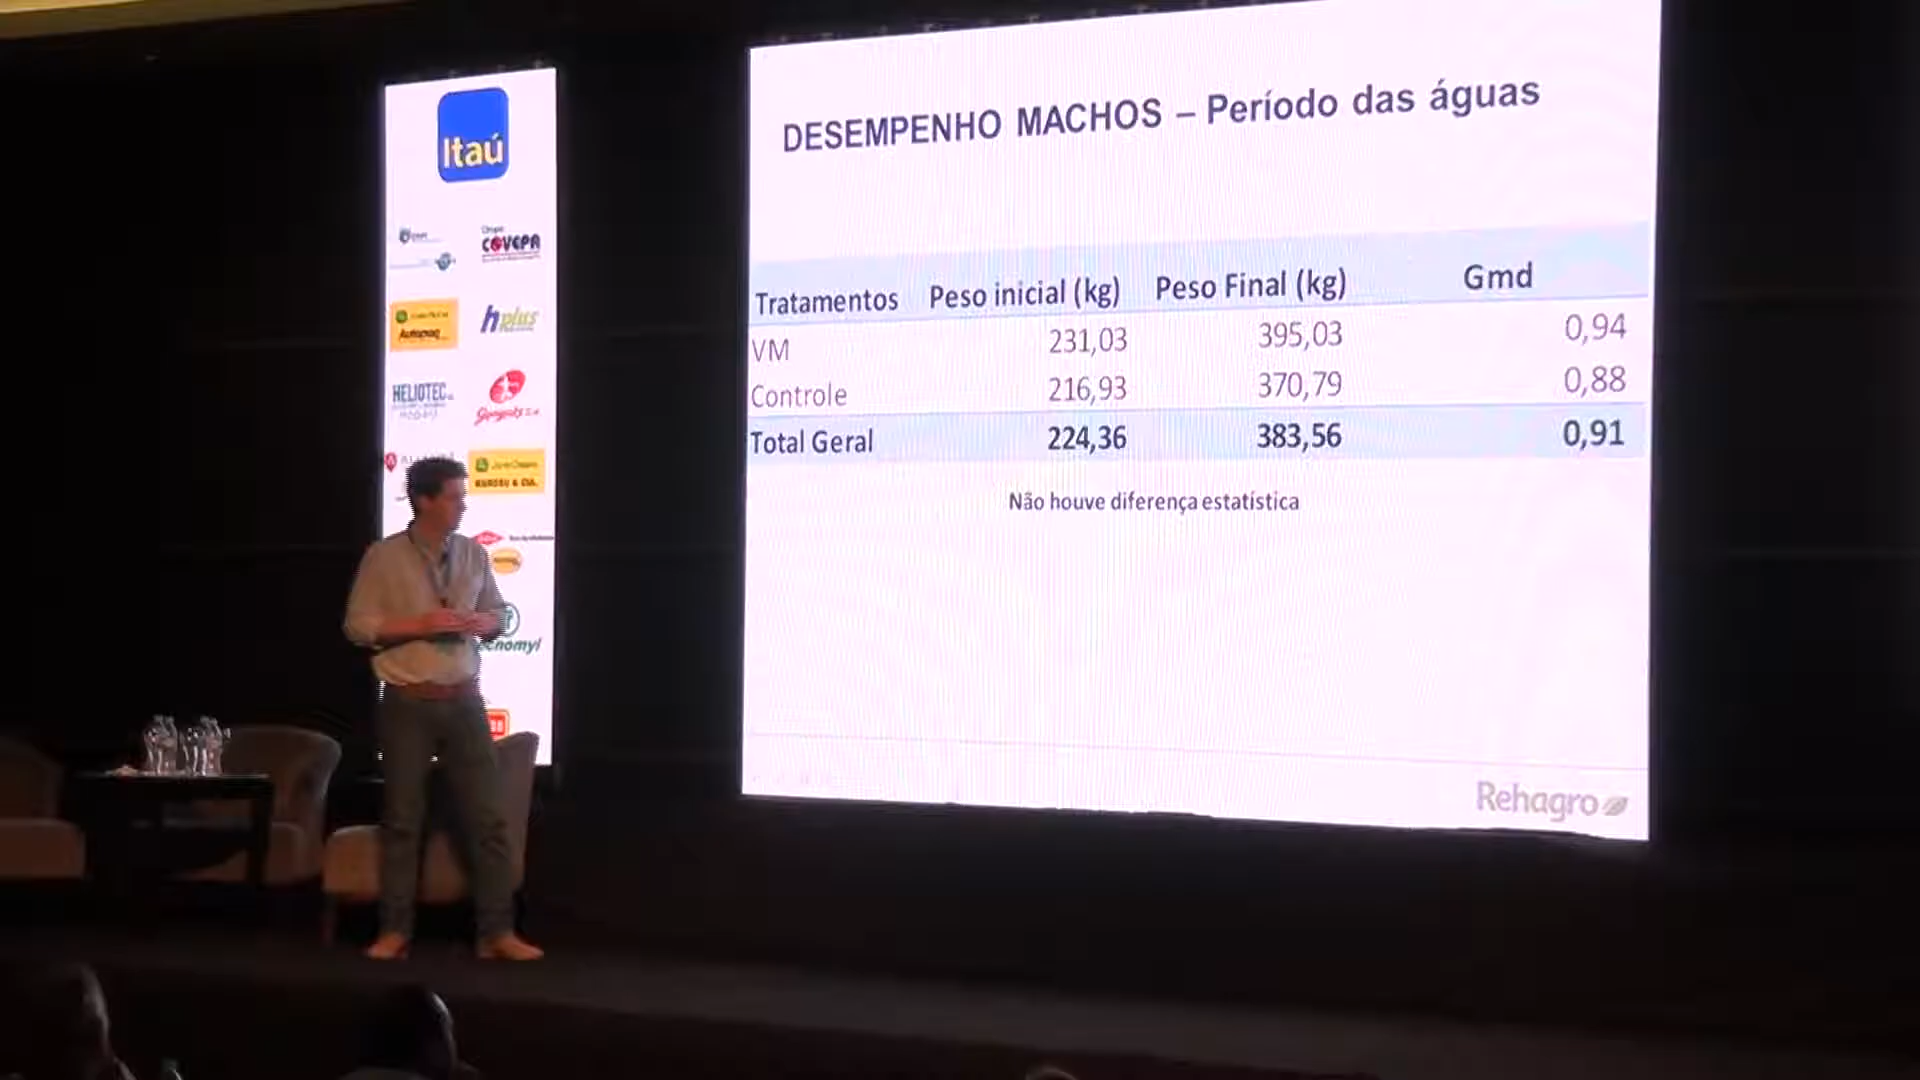 DESEMPENHO MACHOS – Período das águas
Tratamentos Peso inicial (kg) Peso Final (kg) Gmd
VM 231,03 395,03 0,94
Controle 216,93 370,79 0,88
Total Geral 224,36 383,56 0,91
Não houve diferença estatística
Rehagro
Itaú
Grupo
COVEPA
Automaq
hplus
HELIOTEC